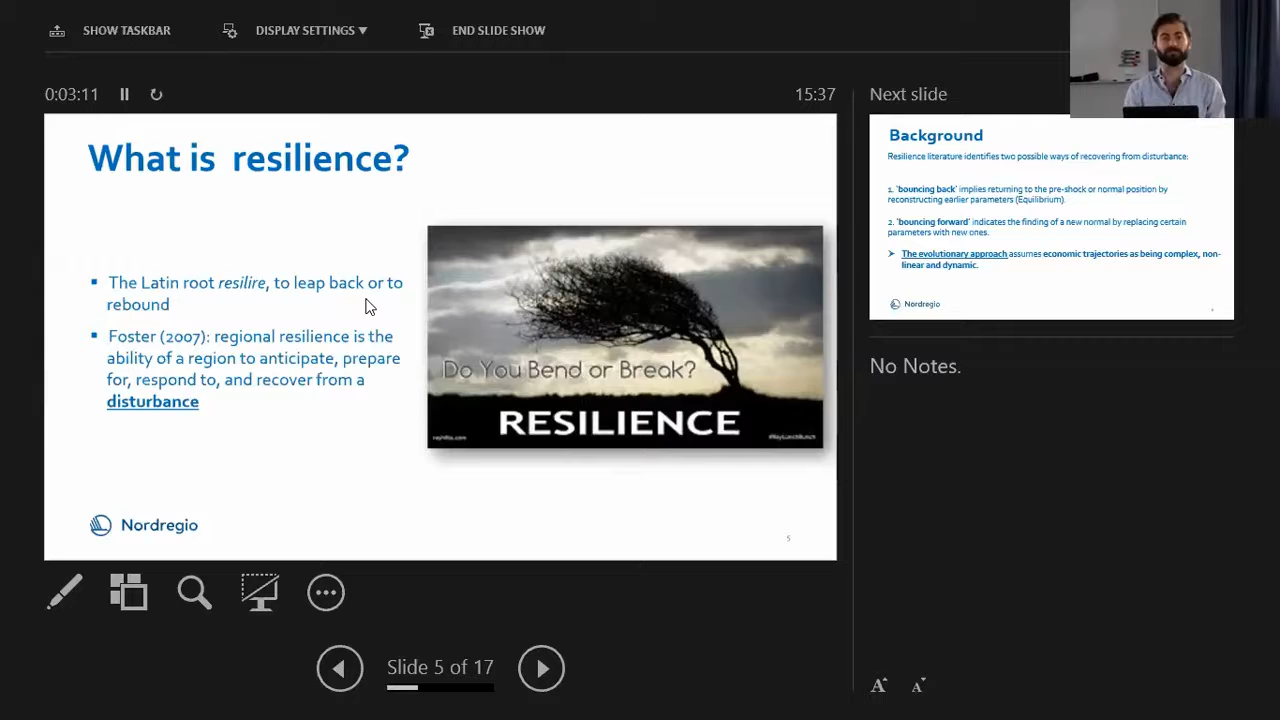 SHOW TASKBAR
DISPLAY SETTINGS
END SLIDE SHOW
0:03:11
15:37
Next slide
What is resilience?
▪ The Latin root resilire, to leap back or to
rebound
▪ Foster (2007): regional resilience is the
ability of a region to anticipate, prepare
for, respond to, and recover from a
disturbance
Do You Bend or Break?
RESILIENCE
Nordregio
5
Background
Resilience literature identifies two possible ways of recovering from disturbance:
1. 'bouncing back' implies returning to the pre-shock or normal position by
reconstructing earlier parameters (Equilibrium).
2. 'bouncing forward' indicates the finding of a new normal by replacing certain
parameters with new ones.
➤ The evolutionary approach assumes economic trajectories as being complex, non-
linear and dynamic.
Nordregio
No Notes.
Slide 5 of 17
A A